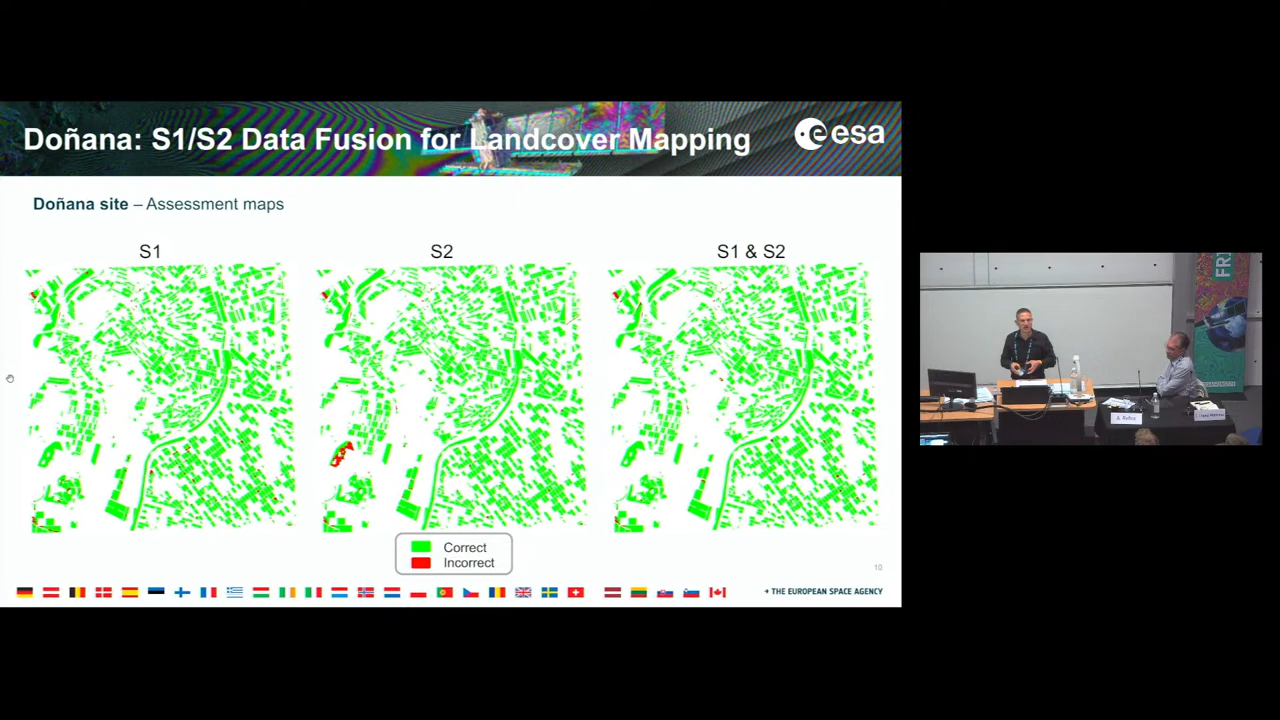 Doñana: S1/S2 Data Fusion for Landcover Mapping
esa
Doñana site – Assessment maps
S1
S2
S1 & S2
Correct
Incorrect
10
→ THE EUROPEAN SPACE AGENCY